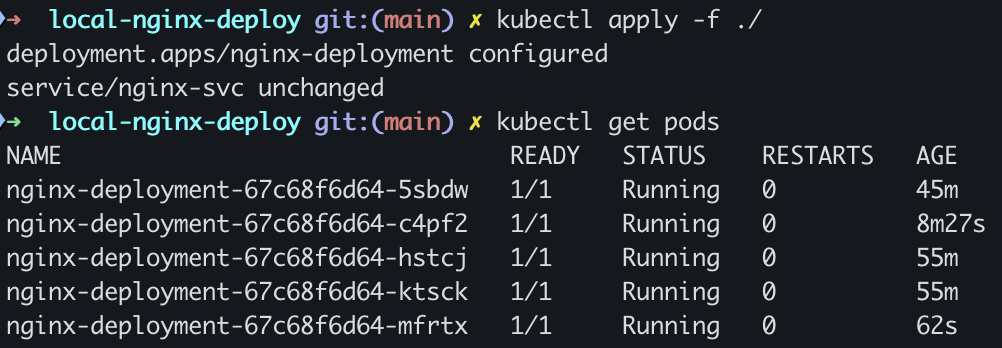 ➜  local-nginx-deploy git:(main) ✗ kubectl apply -f ./
deployment.apps/nginx-deployment configured
service/nginx-svc unchanged
➜  local-nginx-deploy git:(main) ✗ kubectl get pods
NAME                                READY   STATUS    RESTARTS   AGE
nginx-deployment-67c68f6d64-5sbdw   1/1     Running   0          45m
nginx-deployment-67c68f6d64-c4pf2   1/1     Running   0          8m27s
nginx-deployment-67c68f6d64-hstcj   1/1     Running   0          55m
nginx-deployment-67c68f6d64-ktsck   1/1     Running   0          55m
nginx-deployment-67c68f6d64-mfrtx   1/1     Running   0          62s